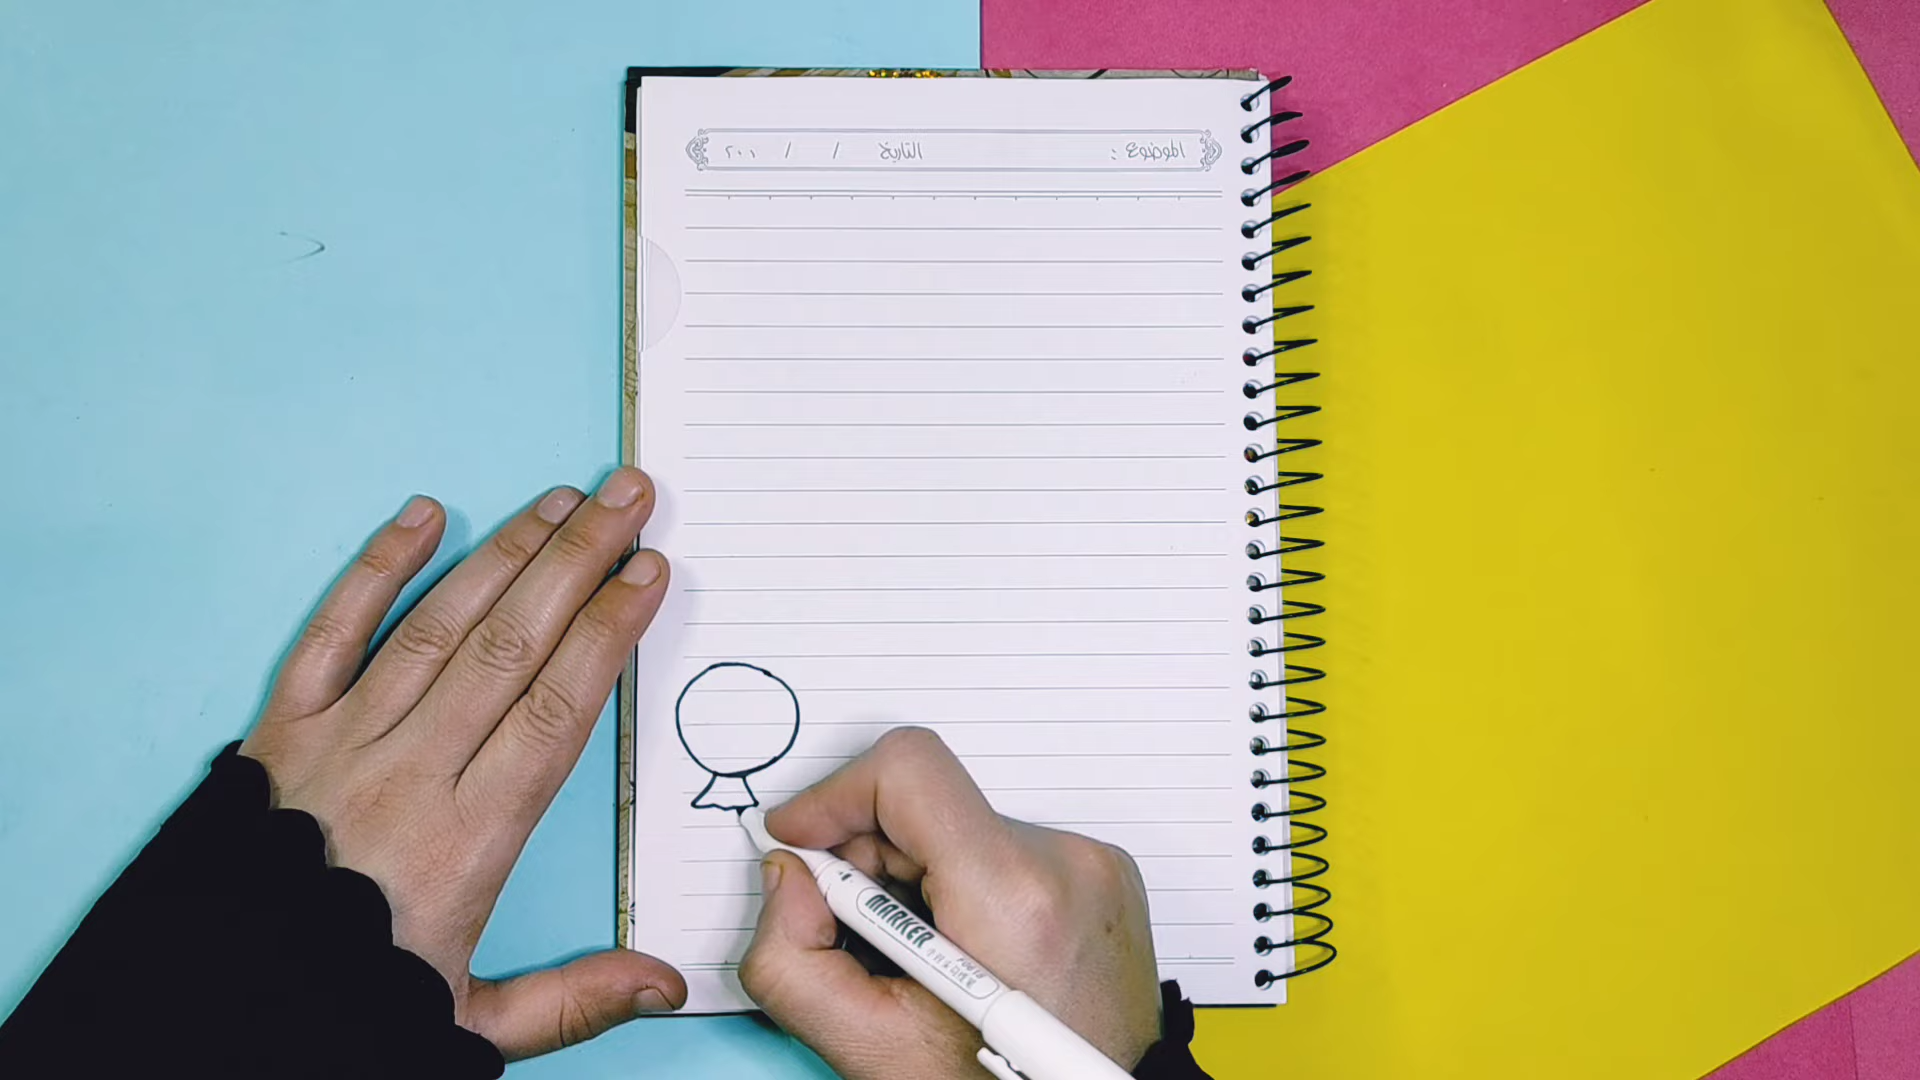 الموضوع : التاريخ / / ٢٠١
MARKER